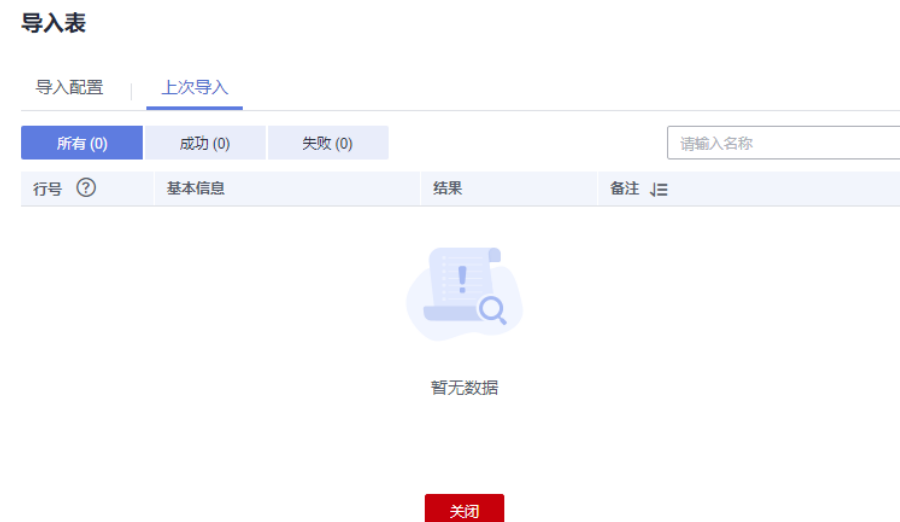 导入表
导入配置 上次导入
所有 (0) 成功 (0) 失败 (0) 请输入名称
行号 ? 基本信息 结果 备注
暂无数据
关闭